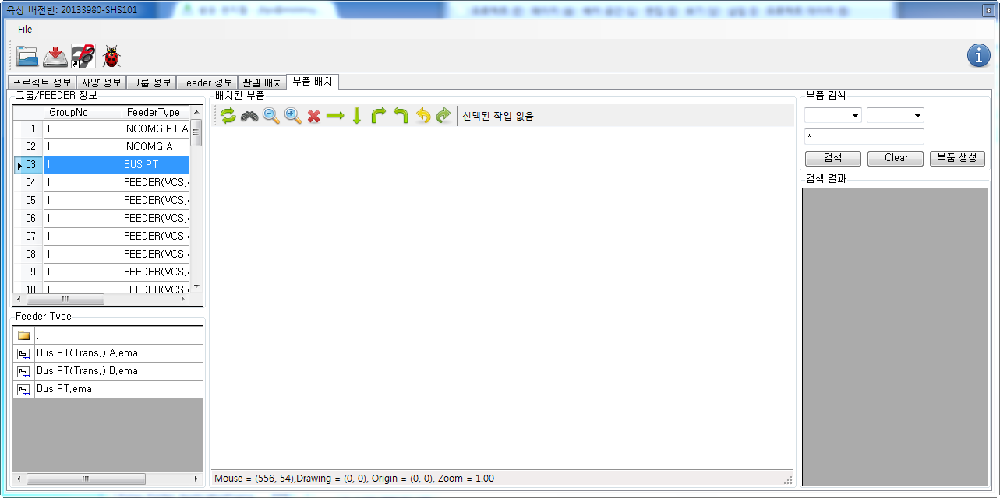 육상 배전반: 20133980-SHS101
File
프로젝트 정보 사양 정보 그룹 정보 Feeder 정보 판넬 배치 부품 배치
그룹/FEEDER 정보
GroupNo FeederType
01 1 INCOMG PT A
02 1 INCOMG A
03 1 BUS PT
04 1 FEEDER(VCS,4
05 1 FEEDER(VCS,4
06 1 FEEDER(VCS,4
07 1 FEEDER(VCS,4
08 1 FEEDER(VCS,4
09 1 FEEDER(VCS,4
10 1 FEEDER(VCS,4
Feeder Type
..
Bus PT(Trans.) A.ema
Bus PT(Trans.) B.ema
Bus PT.ema
배치된 부품
선택된 작업 없음
Mouse = (556, 54),Drawing = (0, 0), Origin = (0, 0), Zoom = 1.00
부품 검색
*
검색 Clear 부품 생성
검색 결과